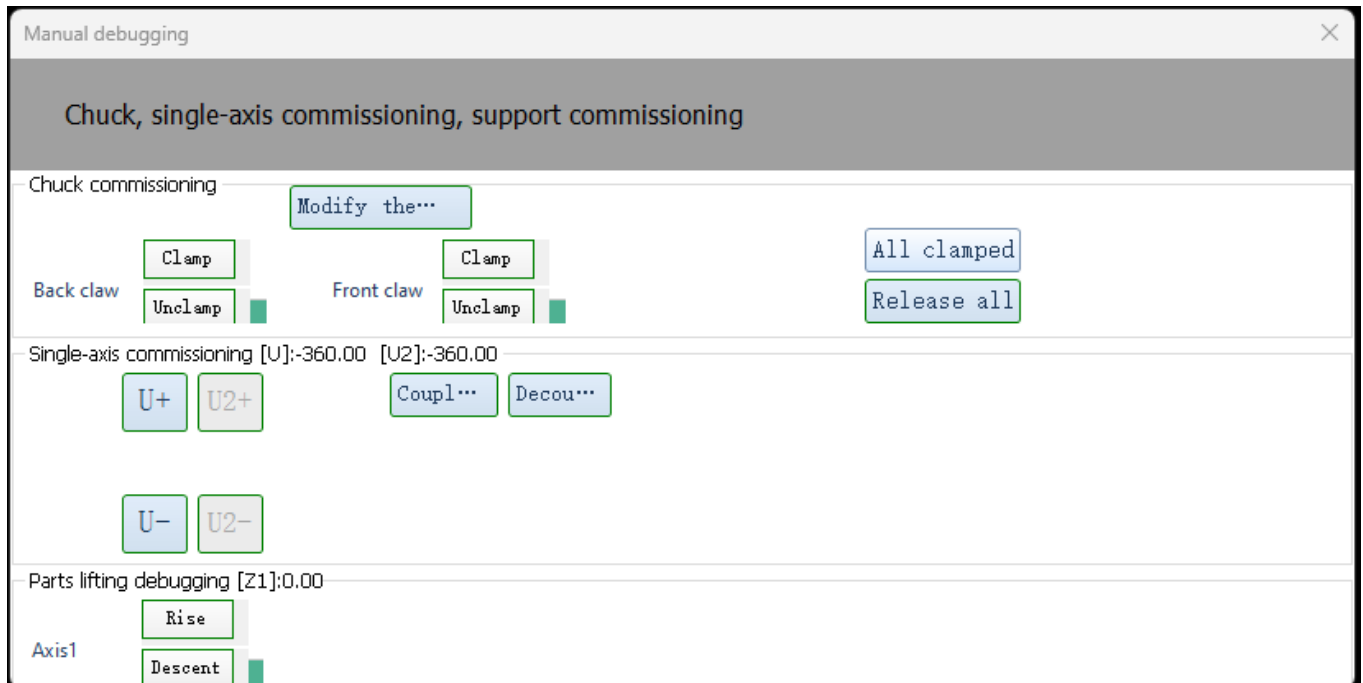 Manual debugging
Chuck, single-axis commissioning, support commissioning
Chuck commissioning
Modify the···
Clamp
Clamp
All clamped
Back claw
Front claw
Unclamp
Unclamp
Release all
Single-axis commissioning [U]:-360.00 [U2]:-360.00
U+ U2+ Coupl··· Decou···
U- U2-
Parts lifting debugging [Z1]:0.00
Rise
Axis1
Descent